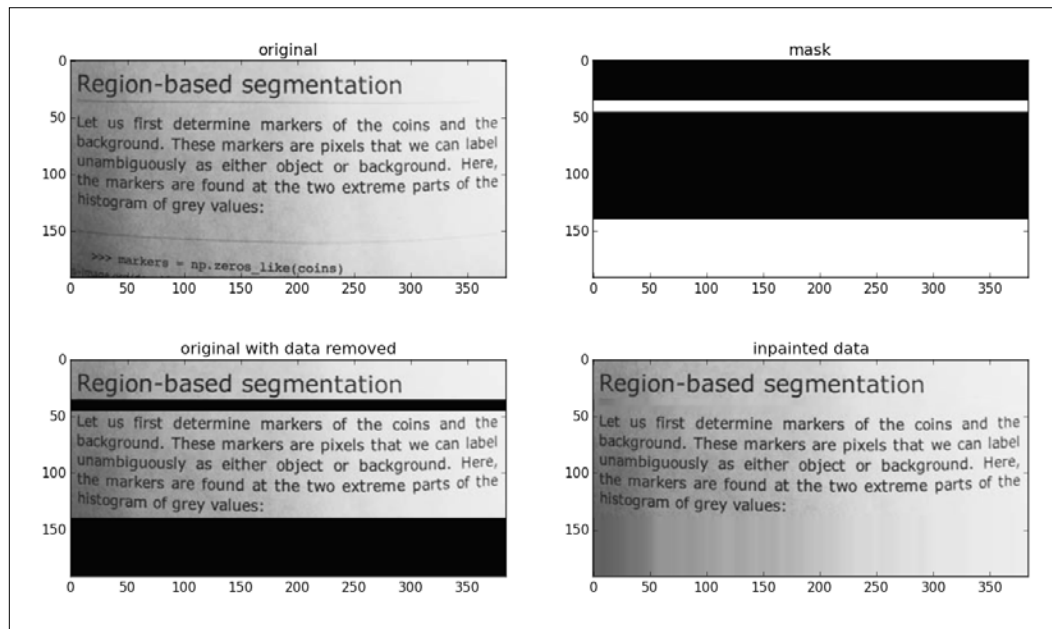 original
0
50
100
150
Region-based segmentation
Let us first determine markers of the coins and the
background. These markers are pixels that we can label
unambiguously as either object or background. Here,
the markers are found at the two extreme parts of the
histogram of grey values:
>>> markers = np.zeros_like(coins)
0 50 100 150 200 250 300 350
mask
0
50
100
150
0 50 100 150 200 250 300 350
original with data removed
0
50
100
150
Region-based segmentation
Let us first determine markers of the coins and the
background. These markers are pixels that we can label
unambiguously as either object or background. Here,
the markers are found at the two extreme parts of the
histogram of grey values:
0 50 100 150 200 250 300 350
inpainted data
0
50
100
150
Region-based segmentation
Let us first determine markers of the coins and the
background. These markers are pixels that we can label
unambiguously as either object or background. Here,
the markers are found at the two extreme parts of the
histogram of grey values:
0 50 100 150 200 250 300 350